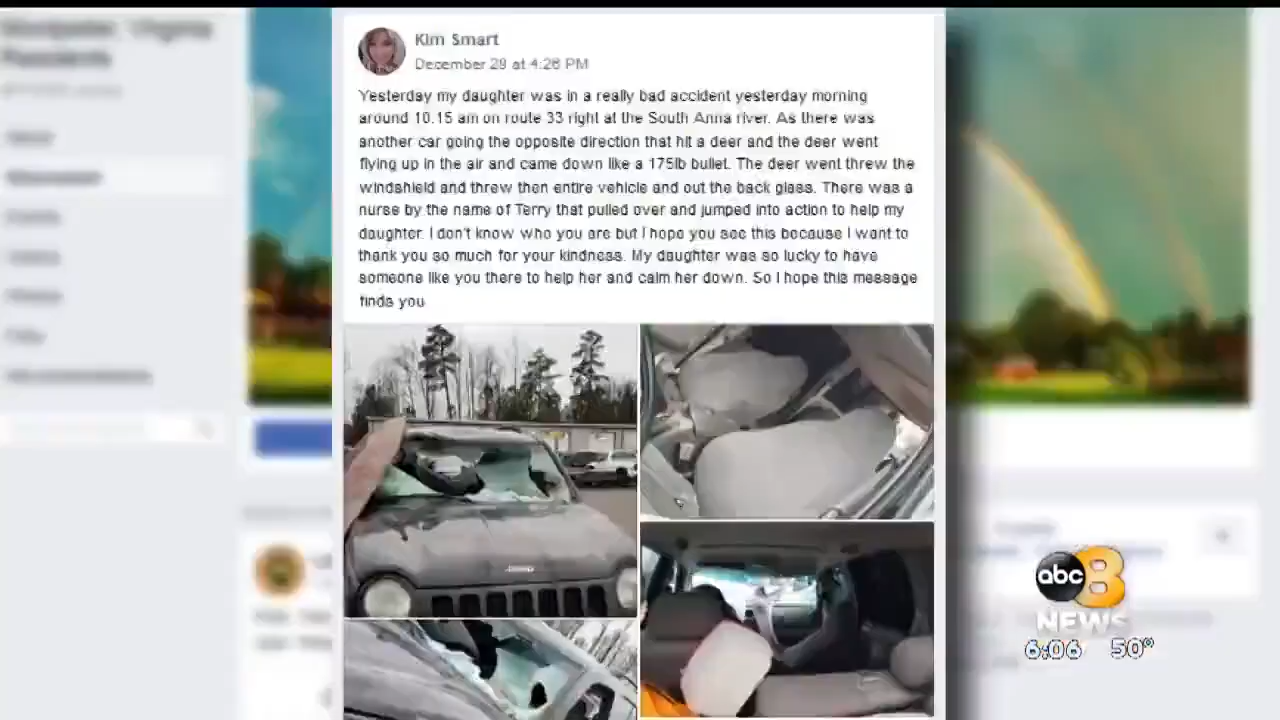 Kim Smart
December 29 at 4:26 PM
Yesterday my daughter was in a really bad accident yesterday morning
around 10.15 am on route 33 right at the South Anna river. As there was
another car going the opposite direction that hit a deer and the deer went
flying up in the air and came down like a 175lb bullet. The deer went threw the
windshield and threw then entire vehicle and out the back glass. There was a
nurse by the name of Terry that pulled over and jumped into action to help my
daughter. I don't know who you are but I hope you see this because I want to
thank you so much for your kindness. My daughter was so lucky to have
someone like you there to help her and calm her down. So I hope this message
finds you
Jeep
abc 8
NEWS
6:06 50°